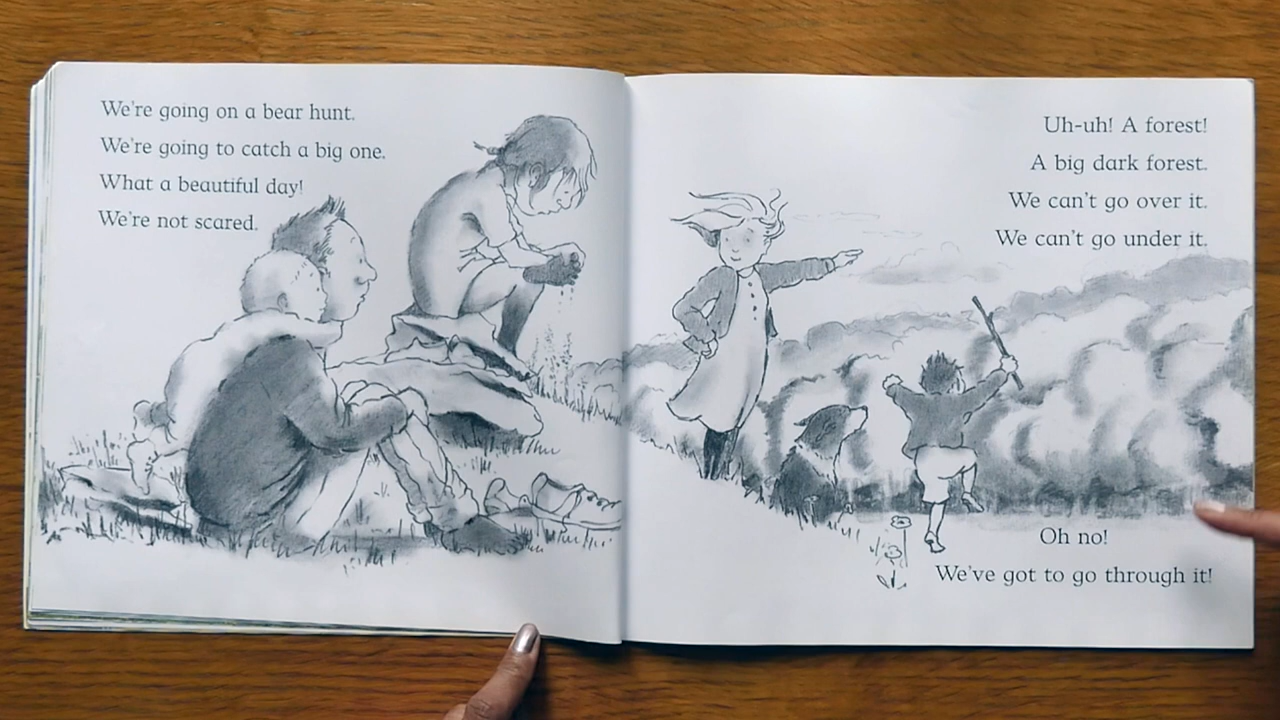 We're going on a bear hunt.
We're going to catch a big one.
What a beautiful day!
We're not scared.
Uh-uh! A forest!
A big dark forest.
We can't go over it.
We can't go under it.
Oh no!
We've got to go through it!